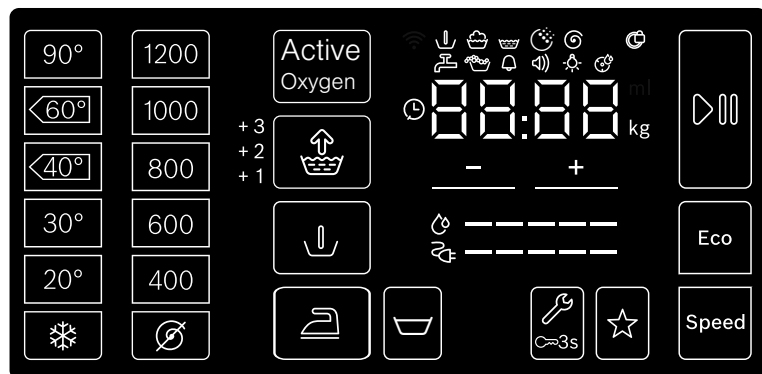 90° 1200
60° 1000
40° 800
30° 600
20° 400
Active
Oxygen
+ 3
+ 2
+ 1
88:88
ml
kg
− +
3s
Eco
Speed